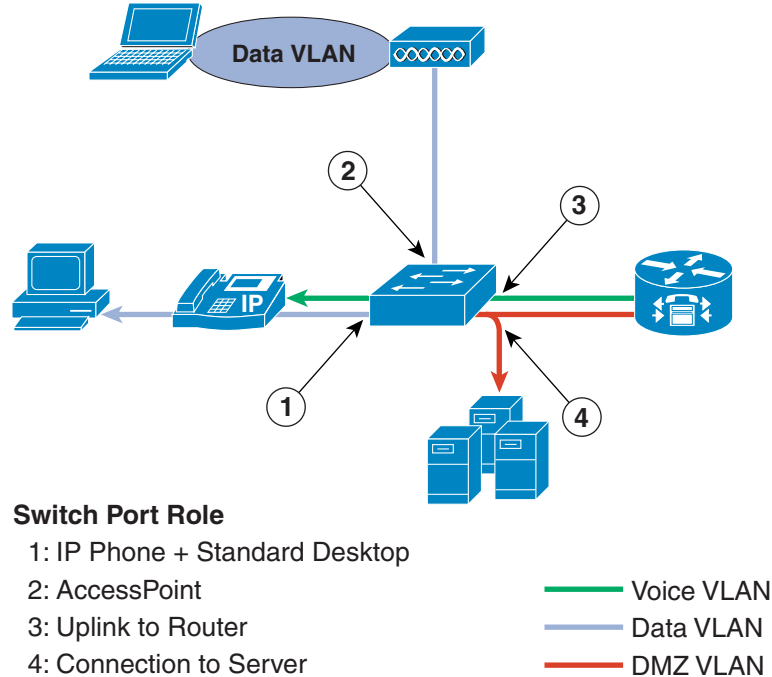 Data VLAN
2
3
IP
1
4
Switch Port Role
1: IP Phone + Standard Desktop
2: AccessPoint
3: Uplink to Router
4: Connection to Server
Voice VLAN
Data VLAN
DMZ VLAN